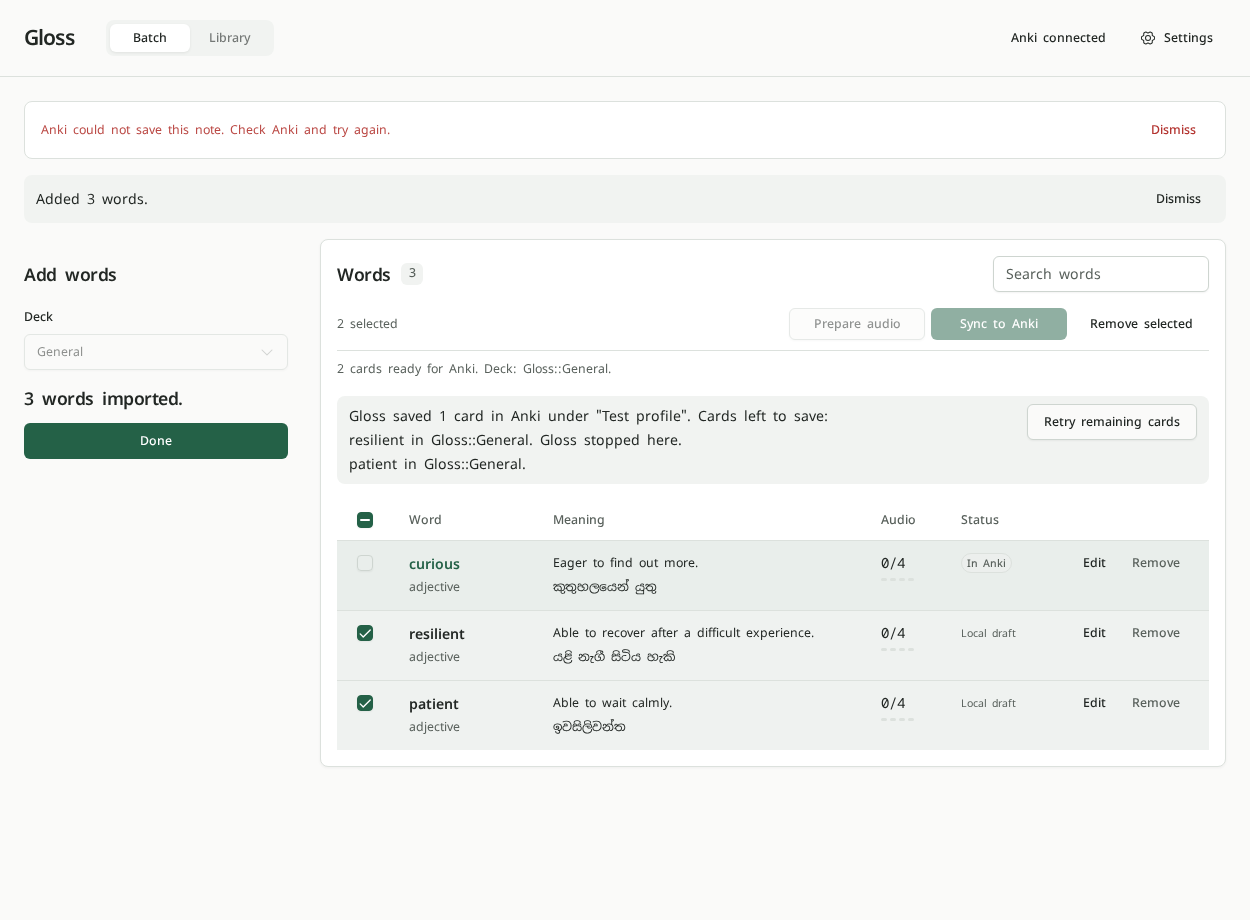 Gloss
Batch
Library
Anki connected
Settings
Anki could not save this note. Check Anki and try again.
Dismiss
Added 3 words.
Dismiss
Add words
Deck
General
3 words imported.
Done
Words 3
Search words
2 selected
Prepare audio
Sync to Anki
Remove selected
2 cards ready for Anki. Deck: Gloss::General.
Gloss saved 1 card in Anki under "Test profile". Cards left to save:
resilient in Gloss::General. Gloss stopped here.
patient in Gloss::General.
Retry remaining cards
Word Meaning Audio Status
curious Eager to find out more. 0/4 In Anki Edit Remove
adjective කුතුහලයෙන් යුතු
resilient Able to recover after a difficult experience. 0/4 Local draft Edit Remove
adjective යළි නැගී සිටිය හැකි
patient Able to wait calmly. 0/4 Local draft Edit Remove
adjective ඉවසිලිවන්ත